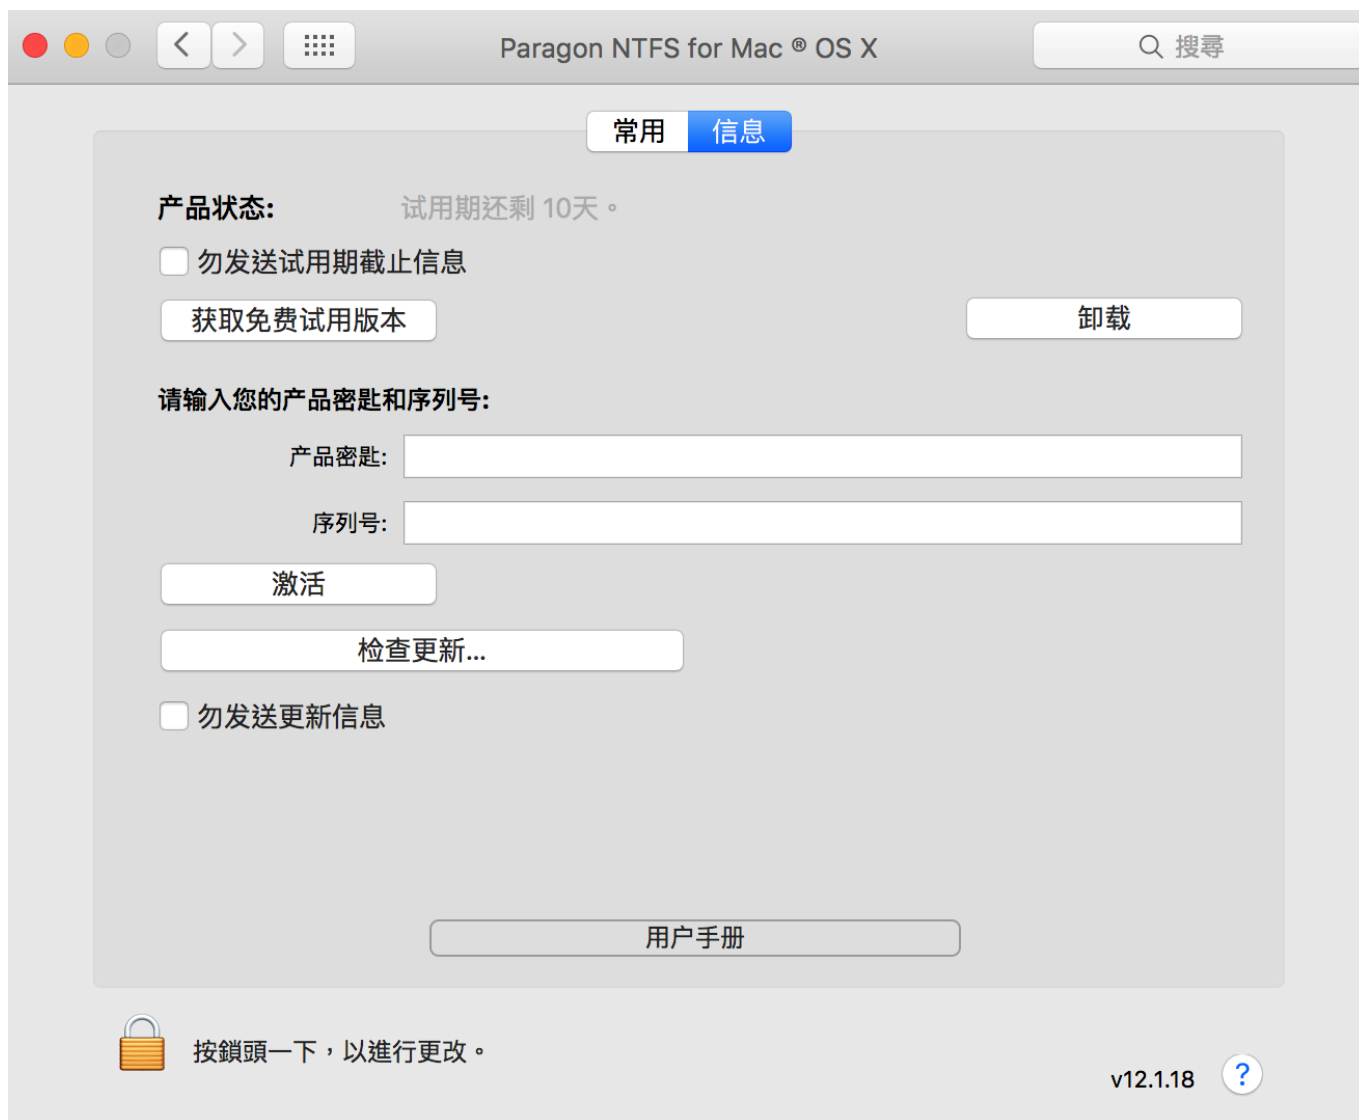 Paragon NTFS for Mac ® OS X
搜尋
常用
信息
产品状态:
试用期还剩 10天。
勿发送试用期截止信息
获取免费试用版本
卸载
请输入您的产品密匙和序列号:
产品密匙:
序列号:
激活
检查更新...
勿发送更新信息
用户手册
按鎖頭一下，以進行更改。
v12.1.18
?